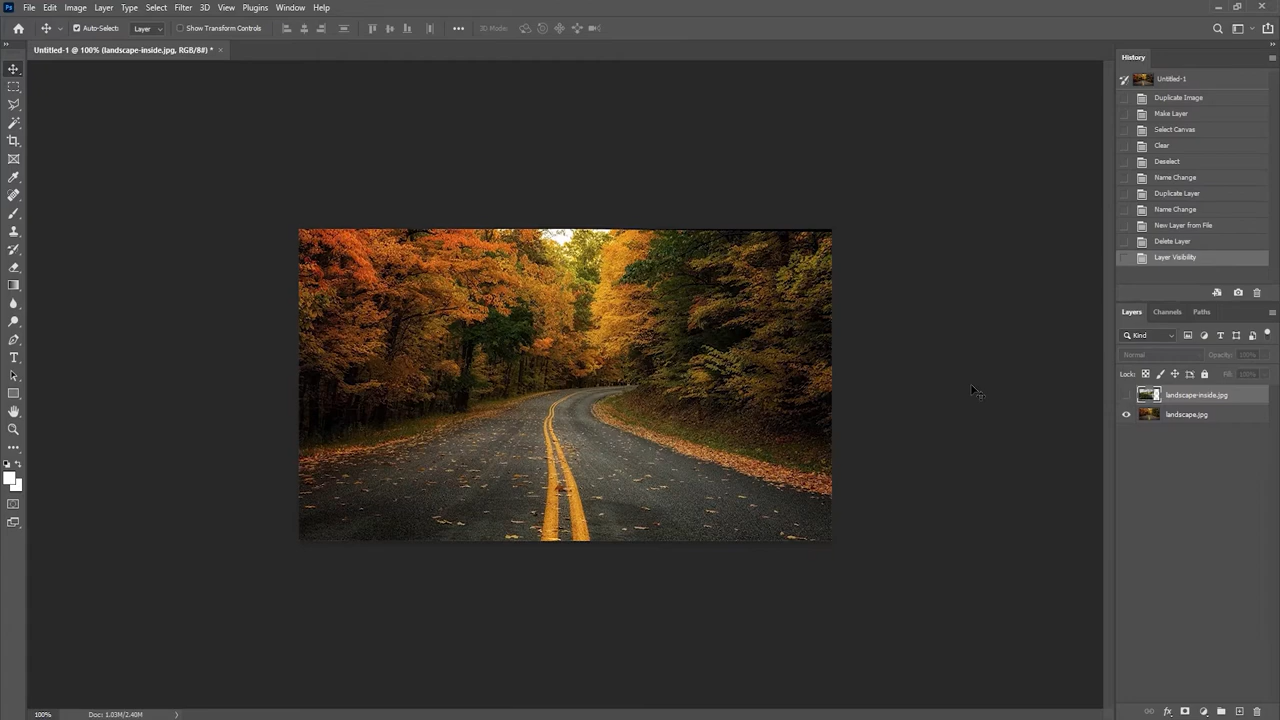 Ps File Edit Image Layer Type Select Filter 3D View Plugins Window Help
Auto-Select: Layer Show Transform Controls ••• 3D Mode:
Untitled-1 @ 100% (landscape-inside.jpg, RGB/8#) * ×
History
Untitled-1
Duplicate Image
Make Layer
Select Canvas
Clear
Deselect
Name Change
Duplicate Layer
Name Change
New Layer from File
Delete Layer
Layer Visibility
Layers Channels Paths
Kind
Normal Opacity: 100%
Lock: Fill: 100%
landscape-inside.jpg
landscape.jpg
100% Doc: 1.03M/2.40M